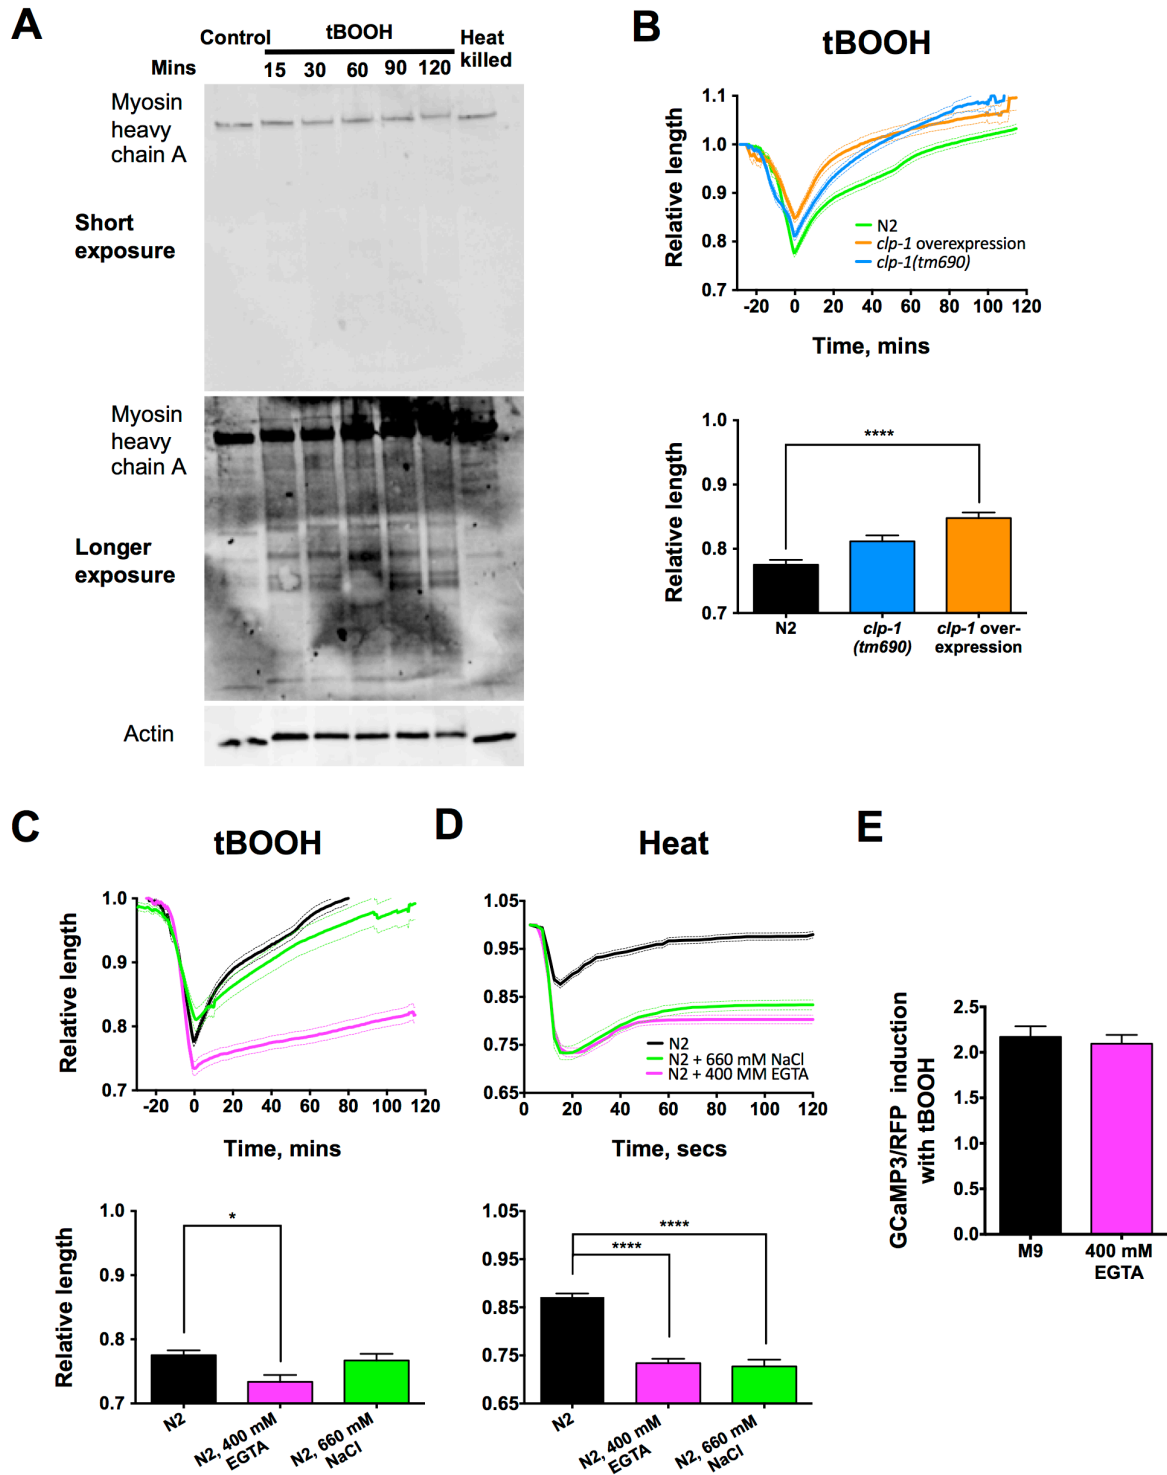 A
Control
tBOOH
Heat
killed
Mins
15 30 60 90 120
Myosin
heavy
chain A
Short
exposure
Myosin
heavy
chain A
Longer
exposure
Actin
B
tBOOH
Relative length
1.1
1.0
0.9
0.8
0.7
N2
clp-1 overexpression
clp-1(tm690)
-20 0 20 40 60 80 100 120
Time, mins
Relative length
1.0
0.9
0.8
0.7
****
N2
clp-1
(tm690)
clp-1 over-
expression
C
tBOOH
Relative length
1.0
0.9
0.8
0.7
-20 0 20 40 60 80 100 120
Time, mins
Relative length
1.0
0.9
0.8
0.7
*
N2
N2, 400 mM
EGTA
N2, 660 mM
NaCl
D
Heat
1.05
0.95
0.85
0.75
0.65
N2
N2 + 660 mM NaCl
N2 + 400 MM EGTA
0 20 40 60 80 100 120
Time, secs
1.05
0.95
0.85
0.75
0.65
****
****
N2
N2, 400 mM
EGTA
N2, 660 mM
NaCl
E
GCaMP3/RFP induction
with tBOOH
2.5
2.0
1.5
1.0
0.5
0.0
M9
400 mM
EGTA